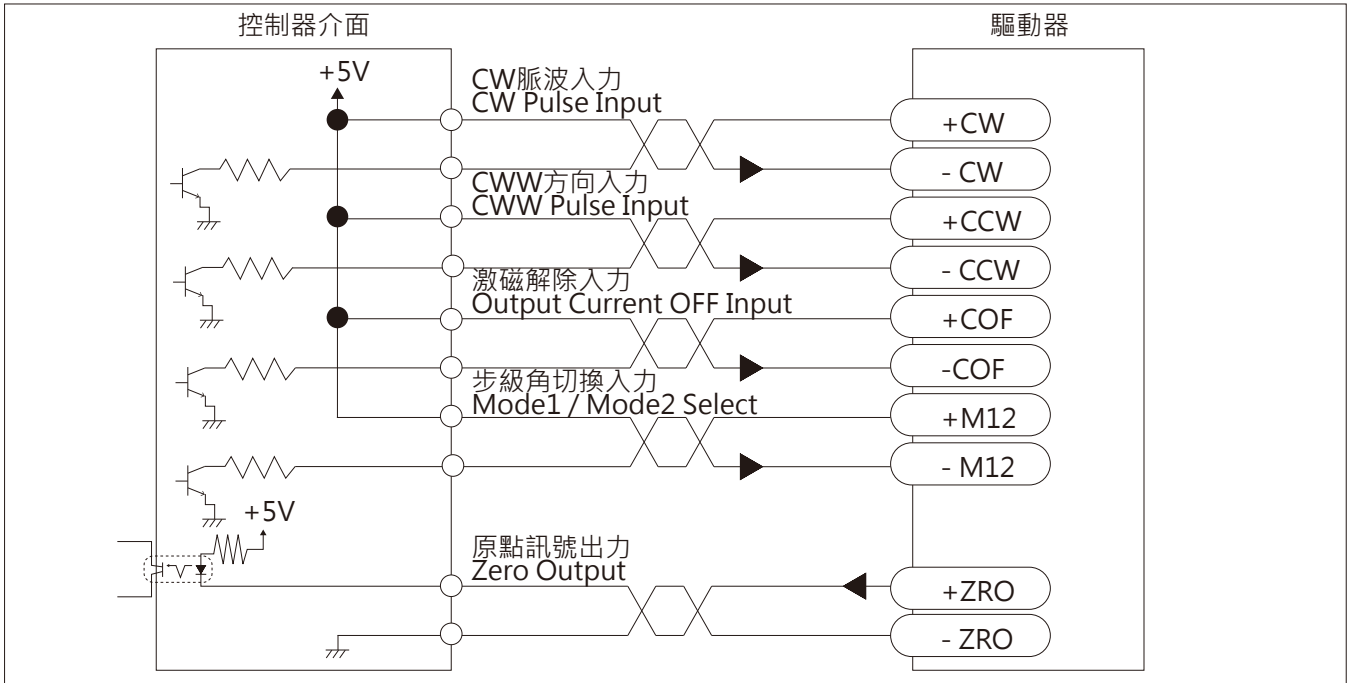 控制器介面
驅動器
+5V
CW脈波入力
CW Pulse Input
+CW
- CW
CWW方向入力
CWW Pulse Input
+CCW
- CCW
激磁解除入力
Output Current OFF Input
+COF
-COF
步級角切換入力
Mode1 / Mode2 Select
+M12
- M12
+5V
原點訊號出力
Zero Output
+ZRO
- ZRO